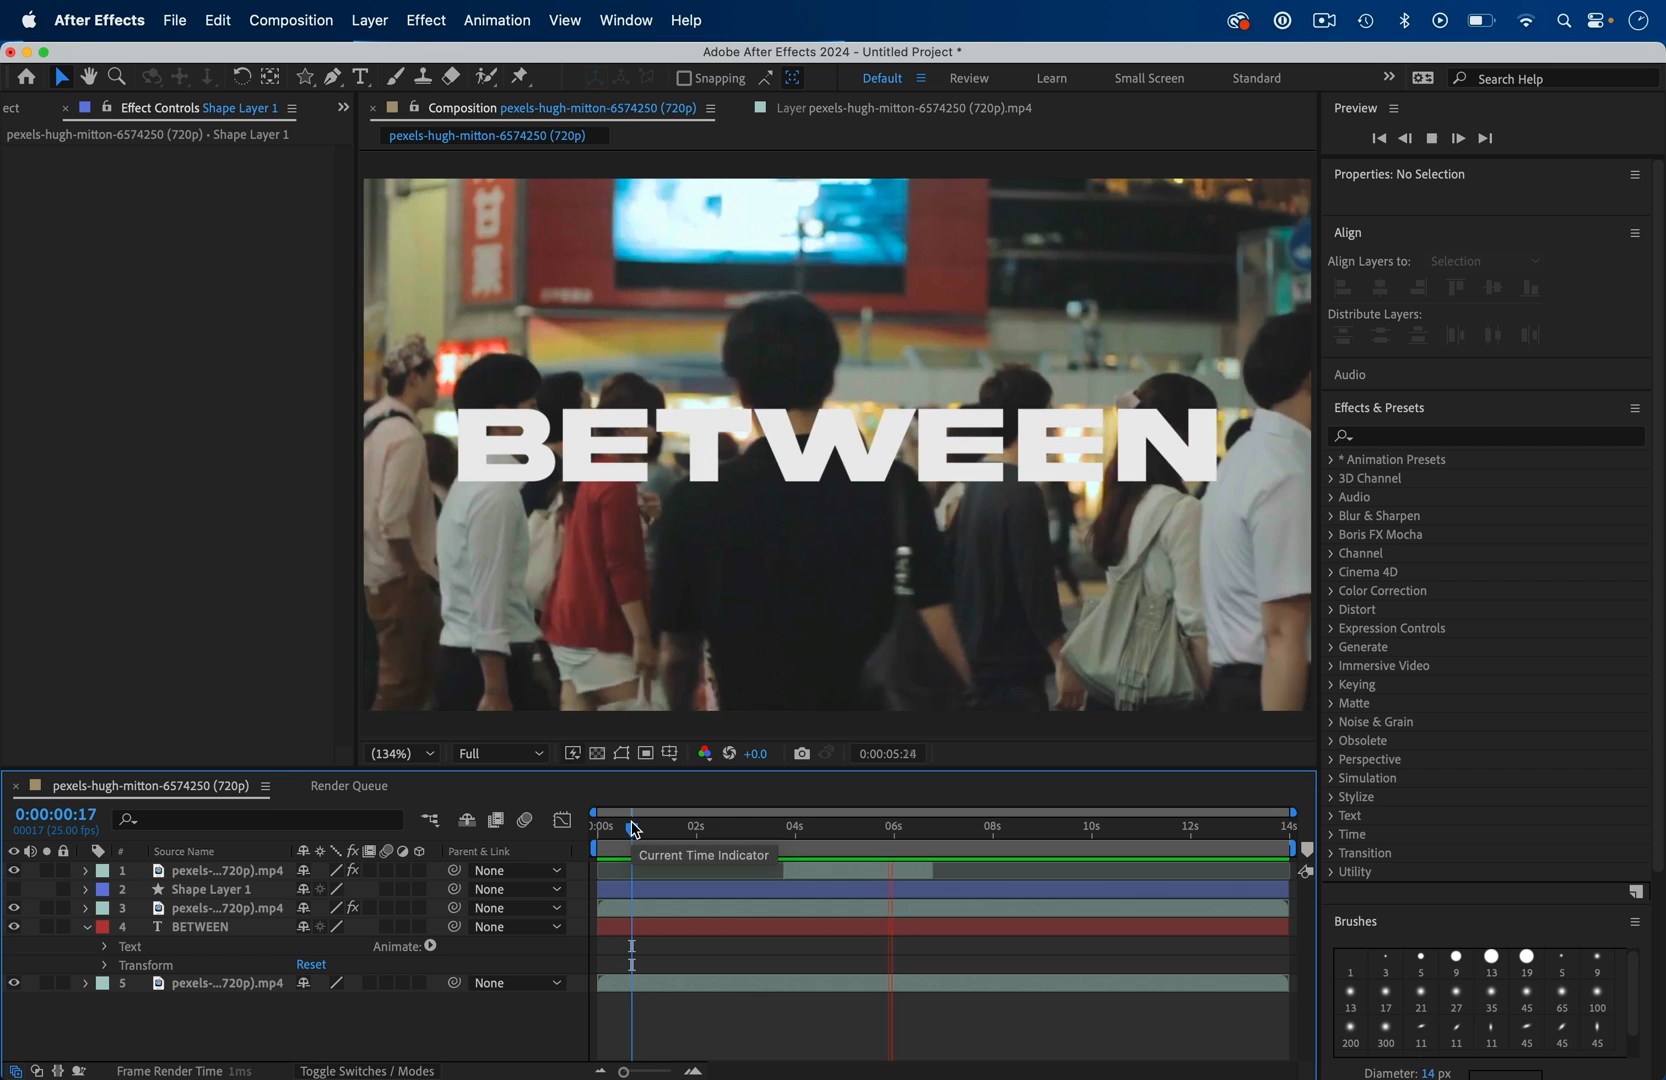 After Effects File Edit Composition Layer Effect Animation View Window Help
Adobe After Effects 2024 - Untitled Project *
Snapping
Default Review Learn Small Screen Standard
Search Help
ect × Effect Controls Shape Layer 1
pexels-hugh-mitton-6574250 (720p) • Shape Layer 1
× Composition pexels-hugh-mitton-6574250 (720p)
Layer pexels-hugh-mitton-6574250 (720p).mp4
pexels-hugh-mitton-6574250 (720p)
BETWEEN
(134%) Full +0.0 0:00:05:24
Preview
Properties: No Selection
Align
Align Layers to: Selection
Distribute Layers:
Audio
Effects & Presets
* Animation Presets
3D Channel
Audio
Blur & Sharpen
Boris FX Mocha
Channel
Cinema 4D
Color Correction
Distort
Expression Controls
Generate
Immersive Video
Keying
Matte
Noise & Grain
Obsolete
Perspective
Simulation
Stylize
Text
Time
Transition
Utility
Brushes
1 3 5 9 13 19 5 9
13 17 21 27 35 45 65 100
200 300 11 11 11 45 45 45
Diameter: 14 px
× pexels-hugh-mitton-6574250 (720p) Render Queue
0:00:00:17
00017 (25.00 fps)
:00s 02s 04s 06s 08s 10s 12s 14s
# Source Name fx Parent & Link
Current Time Indicator
1 pexels-...720p).mp4 fx None
2 Shape Layer 1 None
3 pexels-...720p).mp4 fx None
4 T BETWEEN None
Text Animate:
Transform Reset
5 pexels-...720p).mp4 None
Frame Render Time 1ms Toggle Switches / Modes